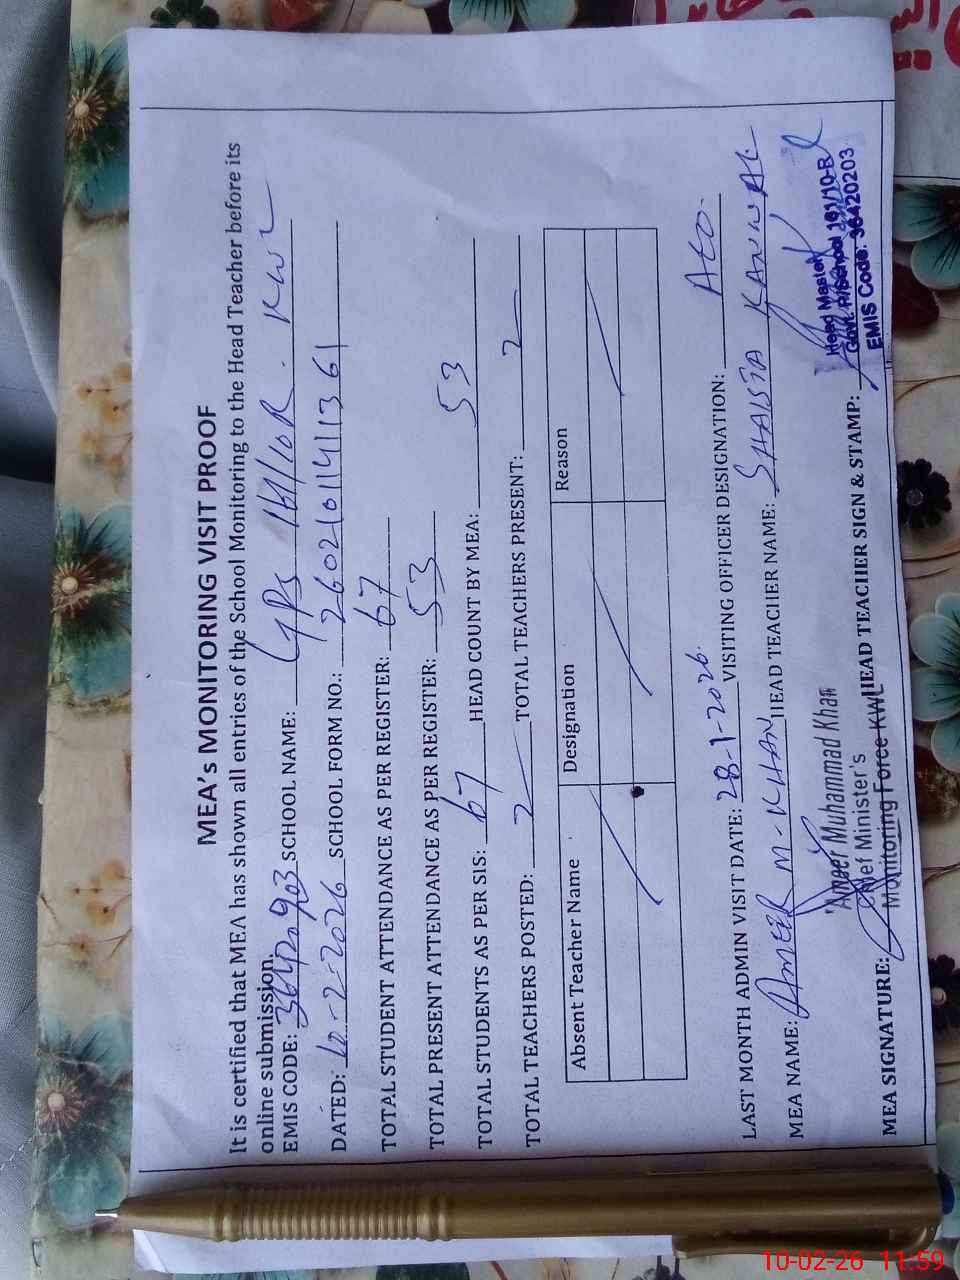 MEA's MONITORING VISIT PROOF
It is certified that MEA has shown all entries of the School Monitoring to the Head Teacher before its
online submission.
EMIS CODE: SCHOOL NAME: GPS 161/10R. KWL
DATED: 10-2-2026 SCHOOL FORM NO.:
TOTAL STUDENT ATTENDANCE AS PER REGISTER: 67
TOTAL PRESENT ATTENDANCE AS PER REGISTER: 53
TOTAL STUDENTS AS PER SIS: 67 HEAD COUNT BY MEA: 53
TOTAL TEACHERS POSTED: 2 TOTAL TEACHERS PRESENT: 2
Absent Teacher Name Designation Reason
LAST MONTH ADMIN VISIT DATE: 28-1-2026. VISITING OFFICER DESIGNATION: AEO.
MEA NAME: AMEER M. KHAN HEAD TEACHER NAME: SHAISTA KANWAL
MEA SIGNATURE: HEAD TEACHER SIGN & STAMP:
Ameer Muhammad Khan
Chief Minister's
Monitoring Force KWL
Head Master
Govt. P/School 161/10-R
EMIS Code: 36420203
10-02-26 11:59